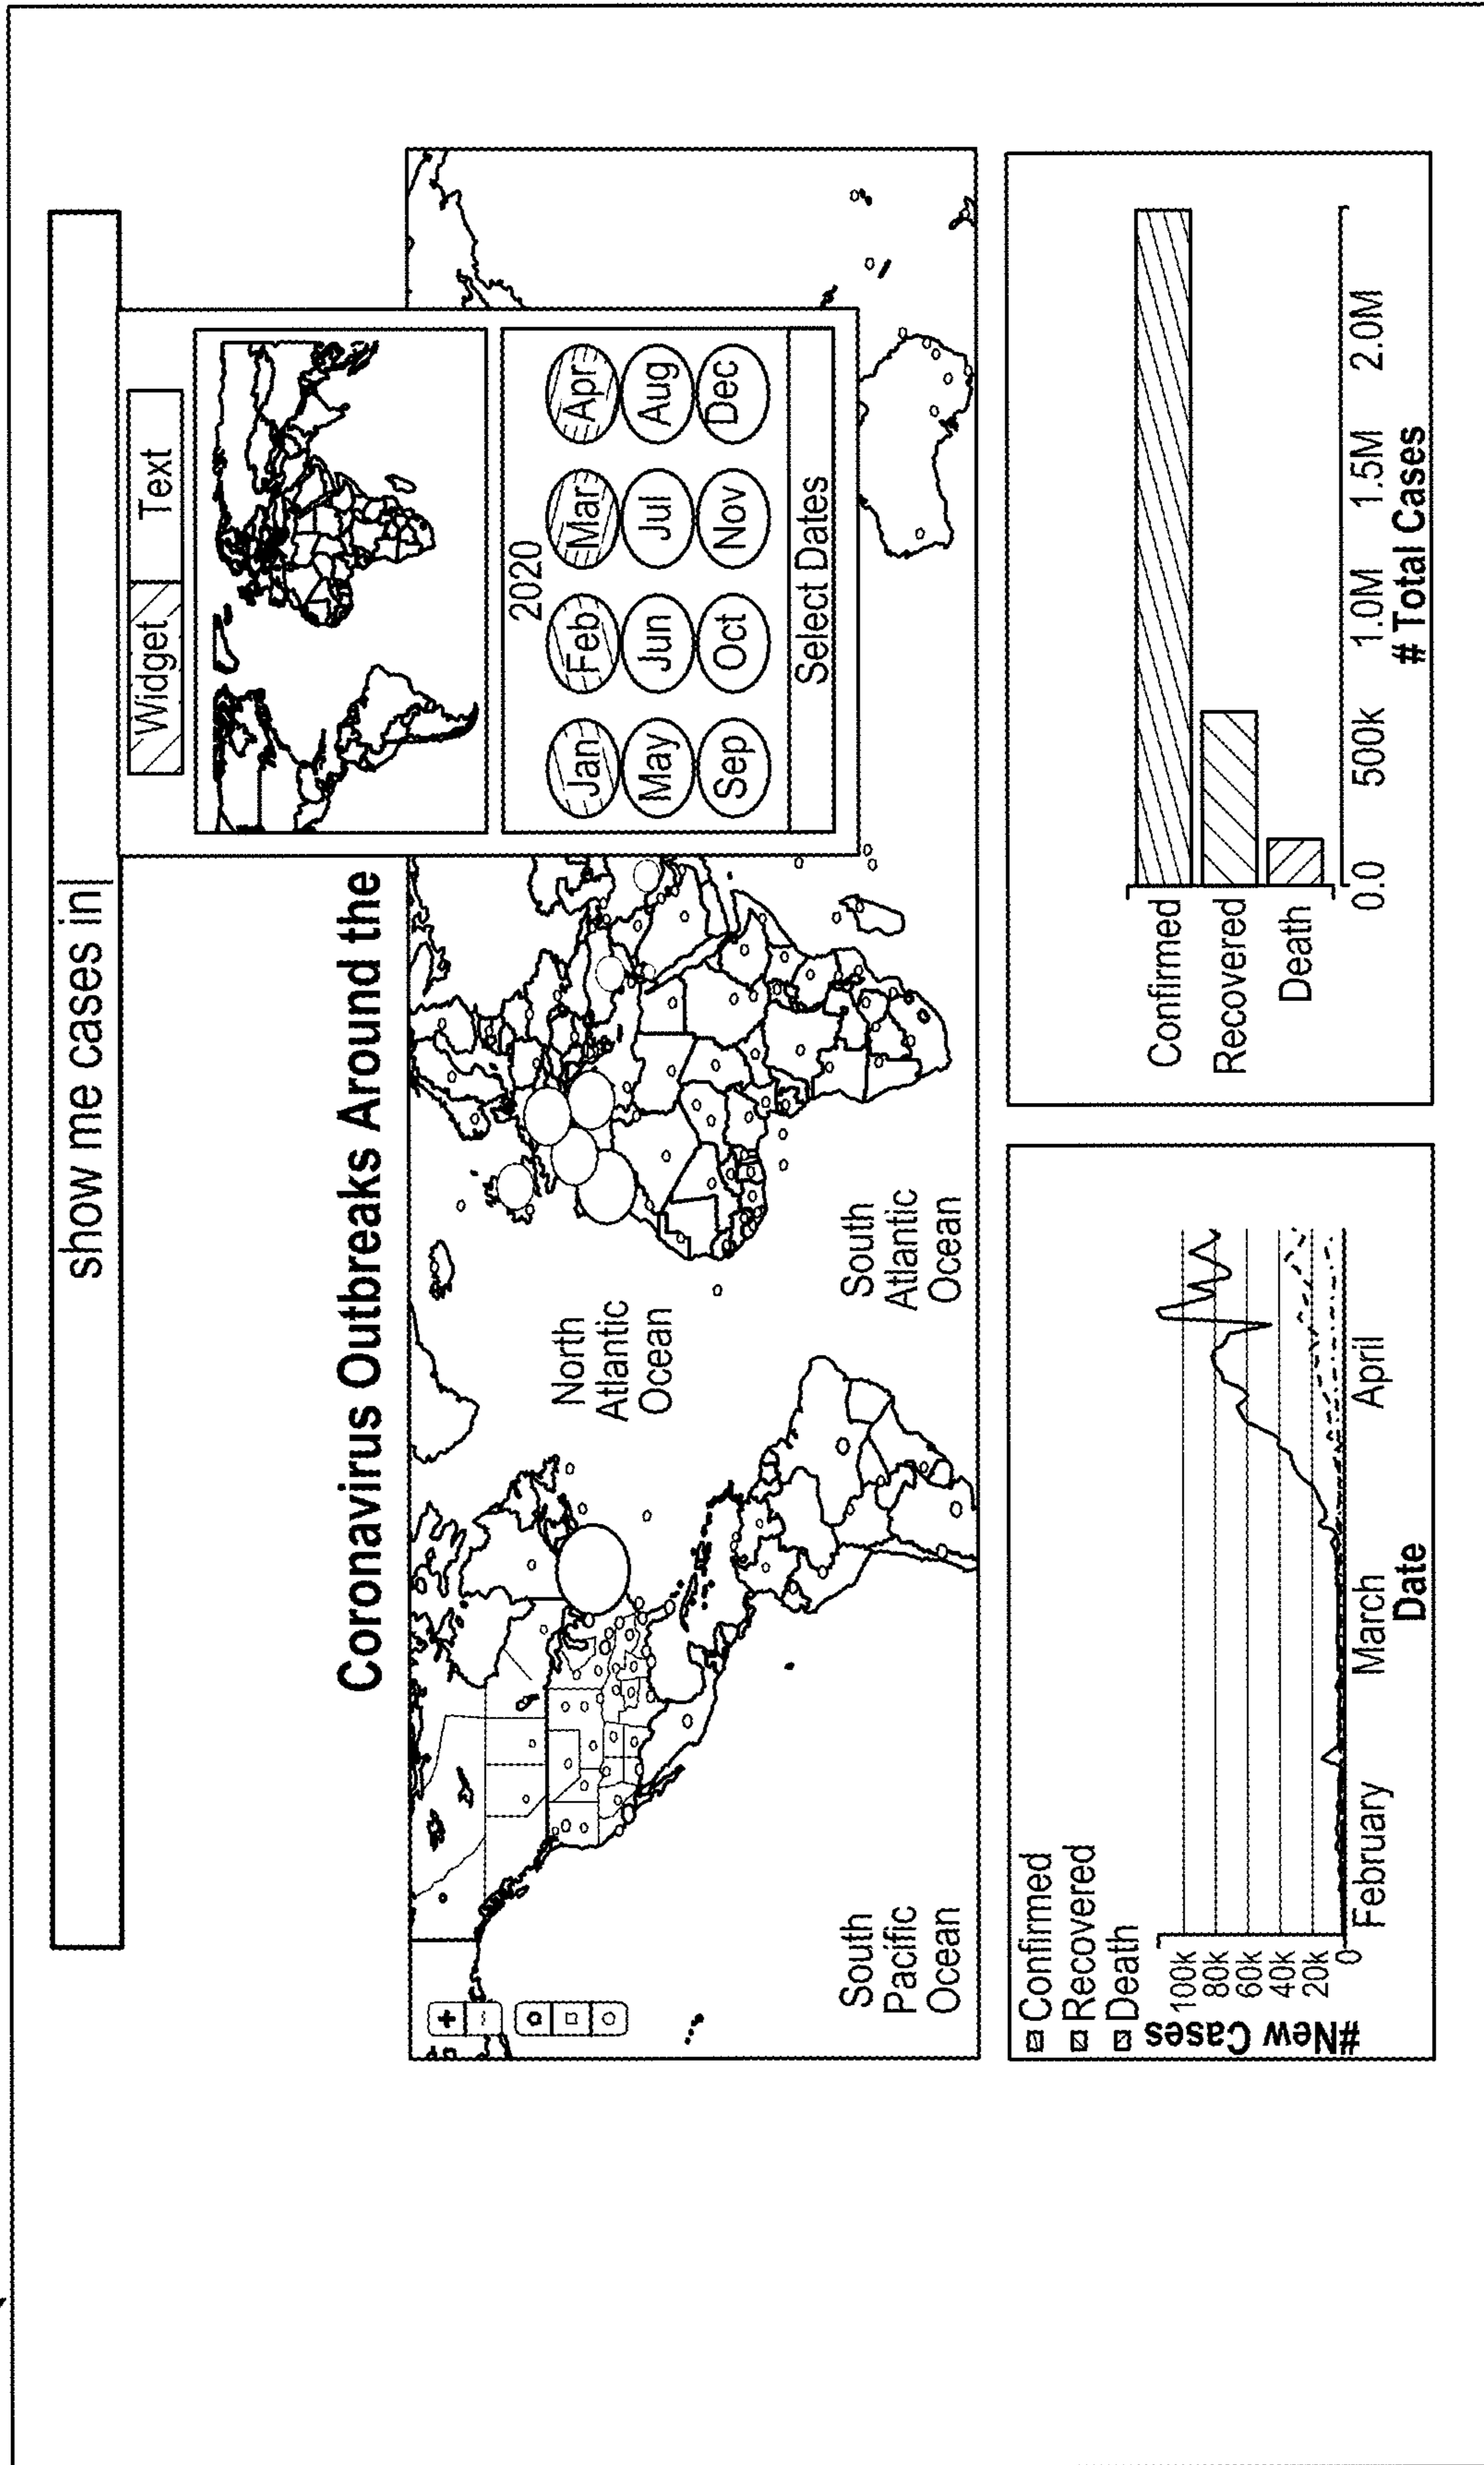 show me cases in
Widget Text
2020
Jan Feb Mar Apr
May Jun Jul Aug
Sep Oct Nov Dec
Select Dates
Coronavirus Outbreaks Around the
+
−
North
Atlantic
Ocean
South
Pacific
Ocean
South
Atlantic
Ocean
Confirmed
Recovered
Death
#New Cases
100k
80k
60k
40k
20k
0
February March April
Date
Confirmed
Recovered
Death
0.0 500k 1.0M 1.5M 2.0M
# Total Cases